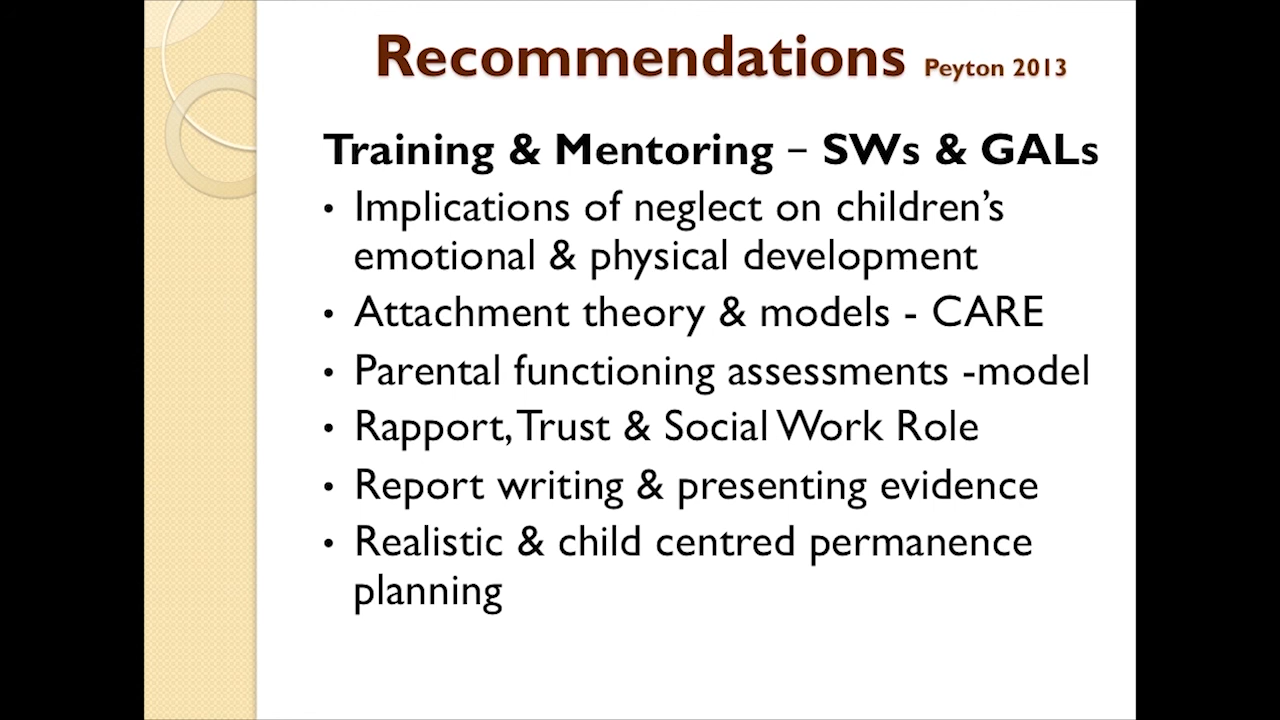 Recommendations Peyton 2013
Training & Mentoring – SWs & GALs
• Implications of neglect on children’s
emotional & physical development
• Attachment theory & models - CARE
• Parental functioning assessments -model
• Rapport, Trust & Social Work Role
• Report writing & presenting evidence
• Realistic & child centred permanence
planning